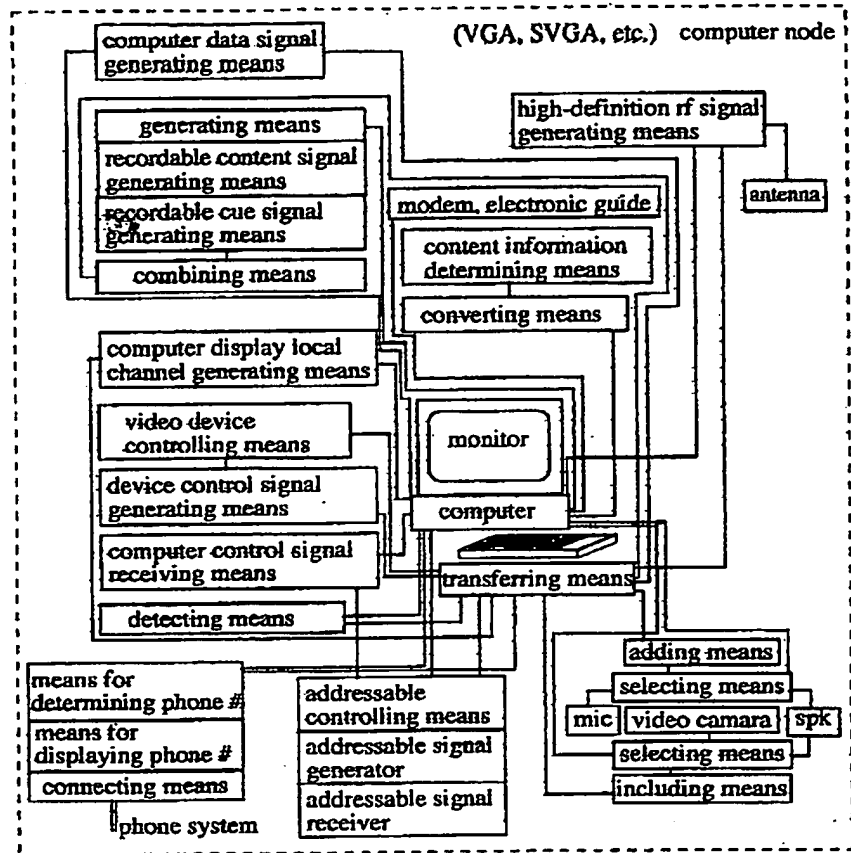 (VGA, SVGA, etc.) computer node
computer data signal
generating means
high-definition rf signal
generating means
antenna
generating means
recordable content signal
generating means
recordable cue signal
generating means
combining means
modem, electronic guide
content information
determining means
converting means
computer display local
channel generating means
video device
controlling means
device control signal
generating means
computer control signal
receiving means
detecting means
monitor
computer
transferring means
means for
determining phone #
means for
displaying phone #
connecting means
phone system
addressable
controlling means
addressable signal
generator
addressable signal
receiver
adding means
selecting means
mic
video camara
spk
selecting means
including means